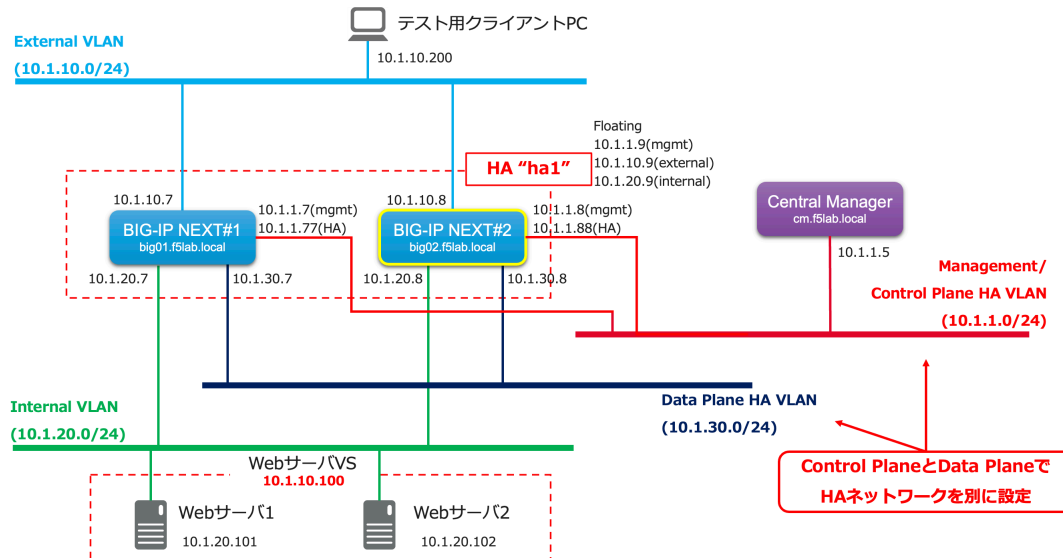 テスト用クライアントPC
External VLAN
(10.1.10.0/24)
10.1.10.200
Floating
10.1.1.9(mgmt)
10.1.10.9(external)
10.1.20.9(internal)
HA “ha1”
10.1.10.7
10.1.10.8
10.1.1.7(mgmt)
10.1.1.77(HA)
10.1.1.8(mgmt)
10.1.1.88(HA)
BIG-IP NEXT#1
big01.f5lab.local
BIG-IP NEXT#2
big02.f5lab.local
Central Manager
cm.f5lab.local
10.1.1.5
10.1.20.7
10.1.30.7
10.1.20.8
10.1.30.8
Management/
Control Plane HA VLAN
(10.1.1.0/24)
Internal VLAN
(10.1.20.0/24)
Data Plane HA VLAN
(10.1.30.0/24)
WebサーバVS
10.1.10.100
Control PlaneとData Planeで
HAネットワークを別に設定
Webサーバ1
10.1.20.101
Webサーバ2
10.1.20.102